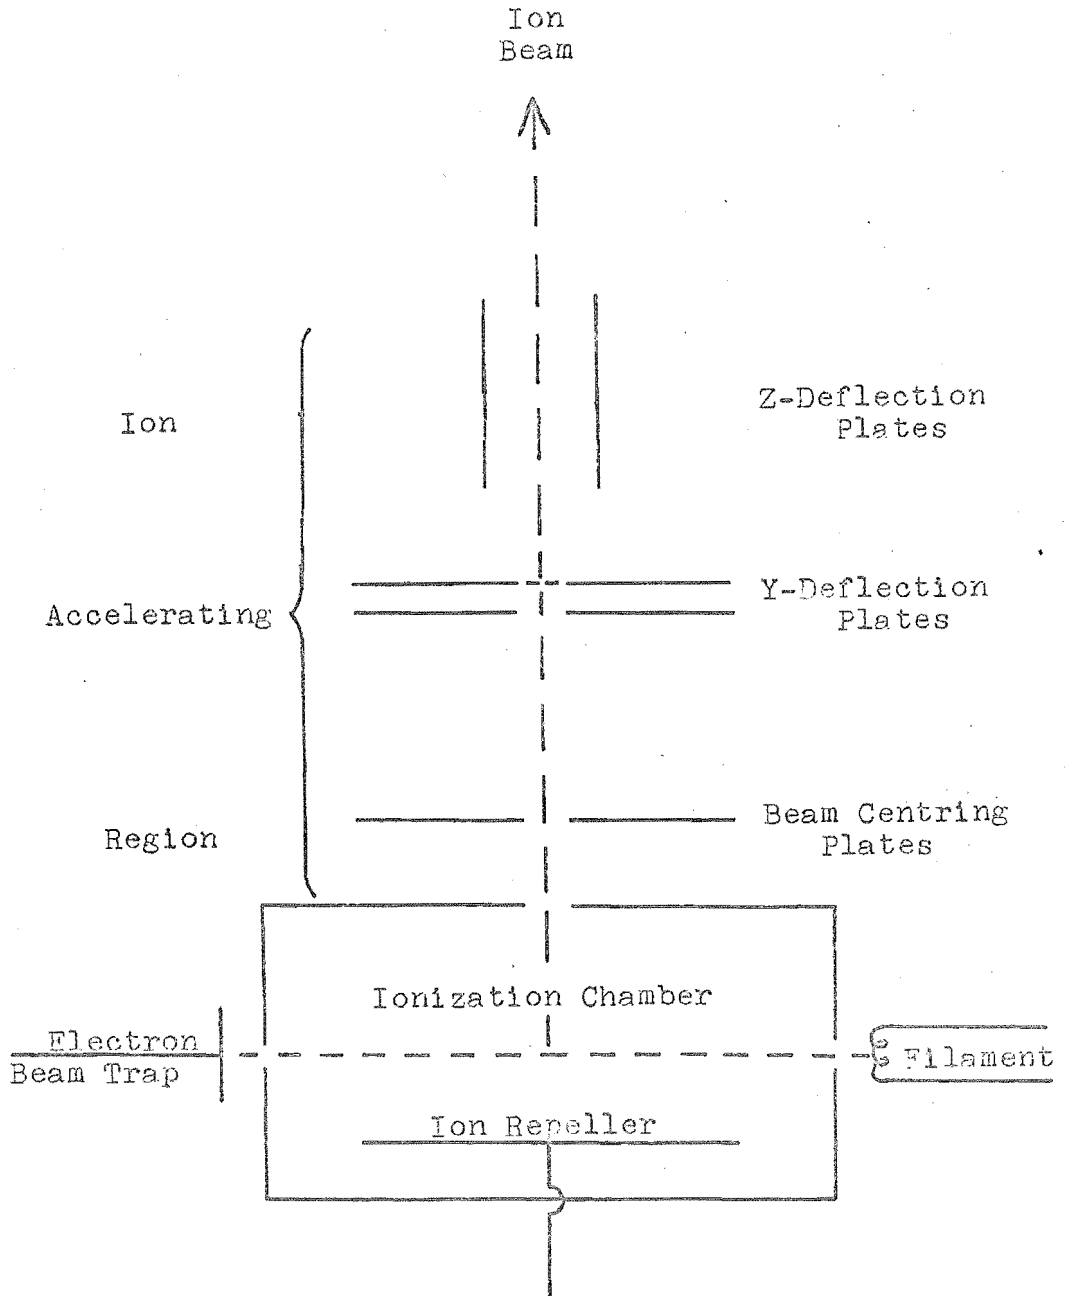 Ion
Beam
Z-Deflection
Plates
Ion
Y-Deflection
Plates
Accelerating
Beam Centring
Plates
Region
Ionization Chamber
Electron
Beam Trap
Filament
Ion Repeller